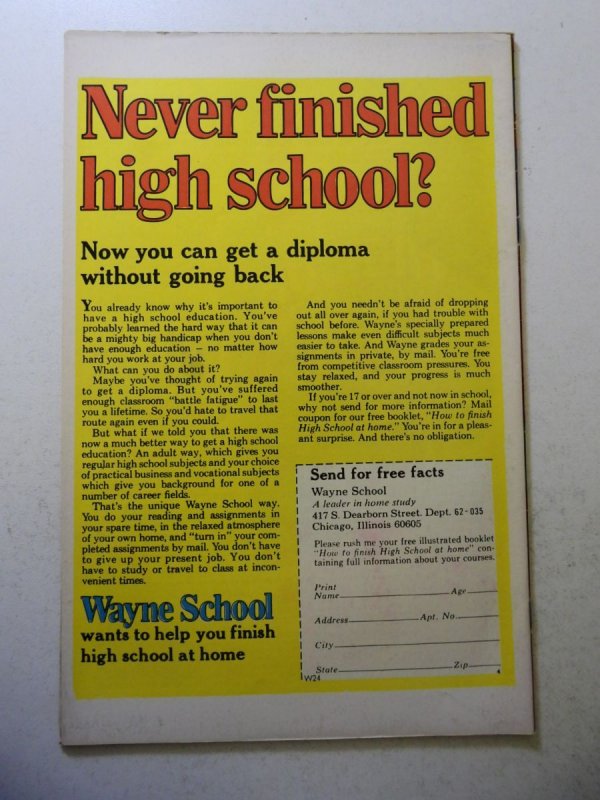 Never finished
high school?
Now you can get a diploma
without going back
You already know why it's important to
have a high school education. You've
probably learned the hard way that it can
be a mighty big handicap when you don't
have enough education – no matter how
hard you work at your job.
What can you do about it?
Maybe you've thought of trying again
to get a diploma. But you've suffered
enough classroom "battle fatigue" to last
you a lifetime. So you'd hate to travel that
route again even if you could.
But what if we told you that there was
now a much better way to get a high school
education? An adult way, which gives you
regular high school subjects and your choice
of practical business and vocational subjects
which give you background for one of a
number of career fields.
That's the unique Wayne School way.
You do your reading and assignments in
your spare time, in the relaxed atmosphere
of your own home, and "turn in" your com-
pleted assignments by mail. You don't have
to give up your present job. You don't
have to study or travel to class at incon-
venient times.
Wayne School
wants to help you finish
high school at home
And you needn't be afraid of dropping
out all over again, if you had trouble with
school before. Wayne's specially prepared
lessons make even difficult subjects much
easier to take. And Wayne grades your as-
signments in private, by mail. You're free
from competitive classroom pressures. You
stay relaxed, and your progress is much
smoother.
If you're 17 or over and not now in school,
why not send for more information? Mail
coupon for our free booklet, "How to finish
High School at home." You're in for a pleas-
ant surprise. And there's no obligation.
Send for free facts
Wayne School
A leader in home study
417 S. Dearborn Street. Dept. 62-035
Chicago, Illinois 60605
Please rush me your free illustrated booklet
"How to finish High School at home" con-
taining full information about your courses.
Print
Name Age
Address Apt. No.
City
State Zip
W24 4